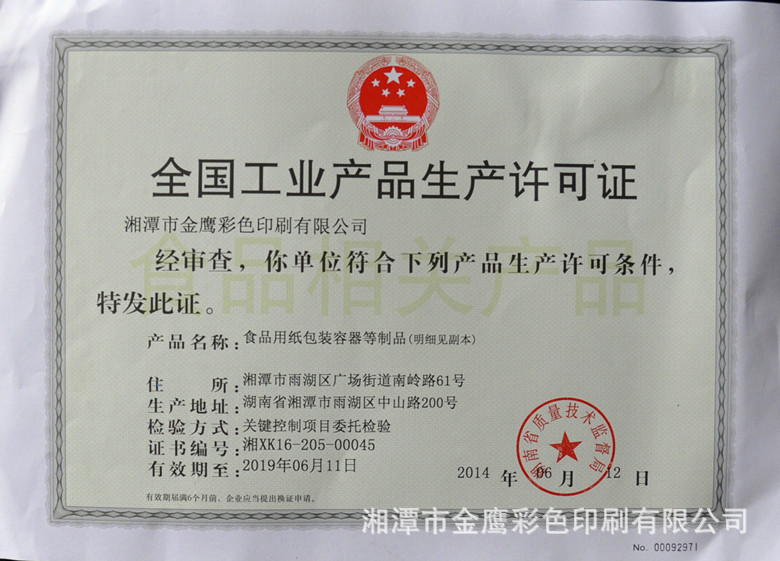 全国工业产品生产许可证
湘潭市金鹰彩色印刷有限公司
食品相关产品
经审查，你单位符合下列产品生产许可条件，
特发此证。
产品名称：食品用纸包装容器等制品(明细见副本)
住所：湘潭市雨湖区广场街道南岭路61号
生产地址：湖南省湘潭市雨湖区中山路200号
检验方式：关键控制项目委托检验
证书编号：湘XK16-205-00045
有效期至：2019年06月11日
湖南省质量技术监督局
2014 年 06 月 12 日
有效期届满6个月前、企业应当提出换证申请。
湘潭市金鹰彩色印刷有限公司
No. 00092971